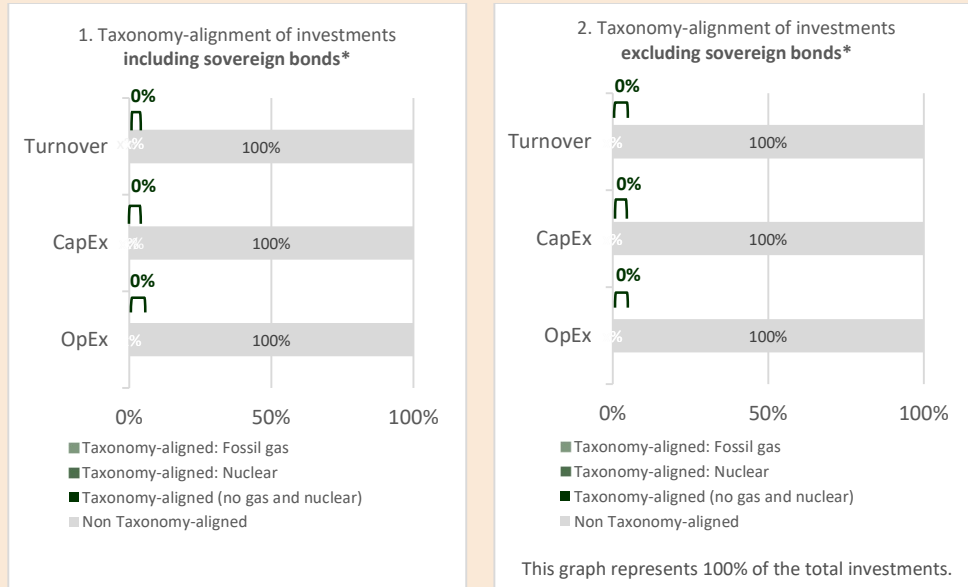 1. Taxonomy-alignment of investments
including sovereign bonds*
0%
Turnover
100%
0%
CapEx
100%
0%
OpEx
100%
0% 50% 100%
Taxonomy-aligned: Fossil gas
Taxonomy-aligned: Nuclear
Taxonomy-aligned (no gas and nuclear)
Non Taxonomy-aligned
2. Taxonomy-alignment of investments
excluding sovereign bonds*
0%
Turnover
100%
0%
CapEx
100%
0%
OpEx
100%
0% 50% 100%
Taxonomy-aligned: Fossil gas
Taxonomy-aligned: Nuclear
Taxonomy-aligned (no gas and nuclear)
Non Taxonomy-aligned
This graph represents 100% of the total investments.